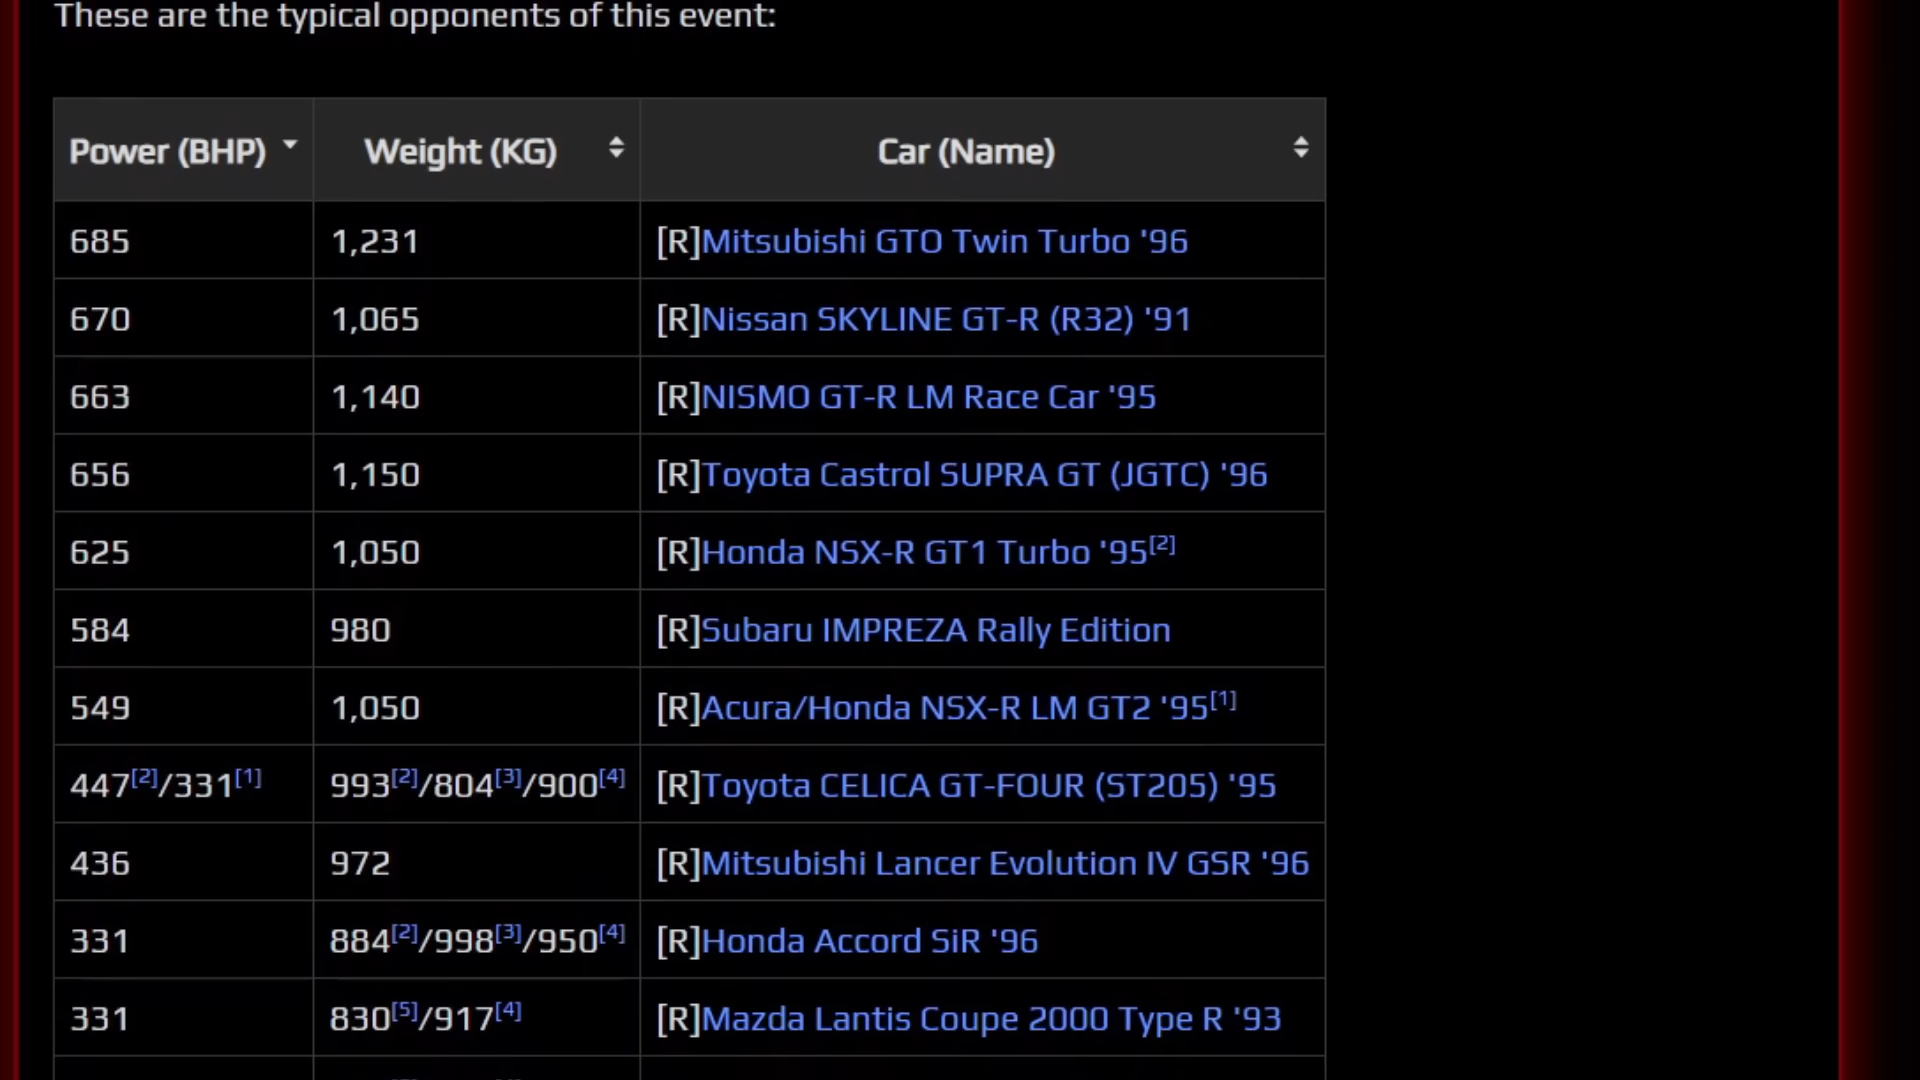 These are the typical opponents of this event:
Power (BHP) Weight (KG) Car (Name)
685 1,231 [R]Mitsubishi GTO Twin Turbo '96
670 1,065 [R]Nissan SKYLINE GT-R (R32) '91
663 1,140 [R]NISMO GT-R LM Race Car '95
656 1,150 [R]Toyota Castrol SUPRA GT (JGTC) '96
625 1,050 [R]Honda NSX-R GT1 Turbo '95[2]
584 980 [R]Subaru IMPREZA Rally Edition
549 1,050 [R]Acura/Honda NSX-R LM GT2 '95[1]
447[2]/331[1] 993[2]/804[3]/900[4] [R]Toyota CELICA GT-FOUR (ST205) '95
436 972 [R]Mitsubishi Lancer Evolution IV GSR '96
331 884[2]/998[3]/950[4] [R]Honda Accord SiR '96
331 830[5]/917[4] [R]Mazda Lantis Coupe 2000 Type R '93